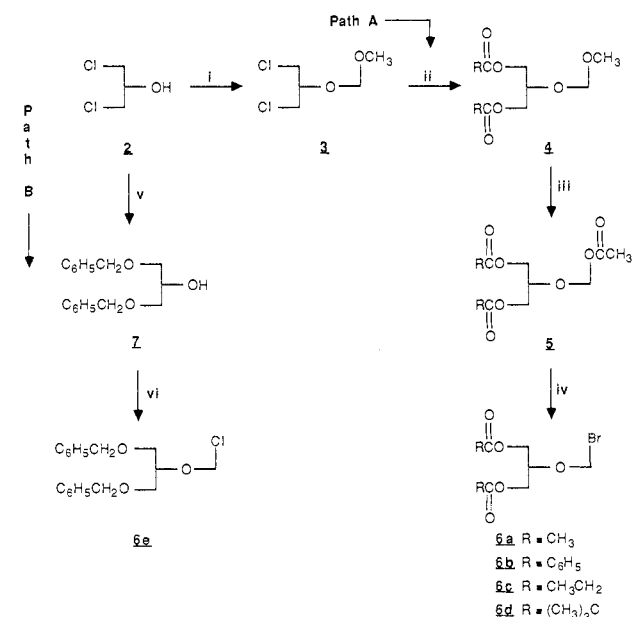 Path A
O
RCO
OCH3
O
RCO
O
4
Cl
OH
Cl
2
i
OCH3
Cl
O
Cl
3
ii
Path B
v
iii
C6H5CH2O
OH
C6H5CH2O
7
O
RCO
O
OCCH3
O
RCO
O
5
vi
iv
Cl
C6H5CH2O
O
C6H5CH2O
6e
O
RCO
Br
O
RCO
O
6a R = CH3
6b R = C6H5
6c R = CH3CH2
6d R = (CH3)3C